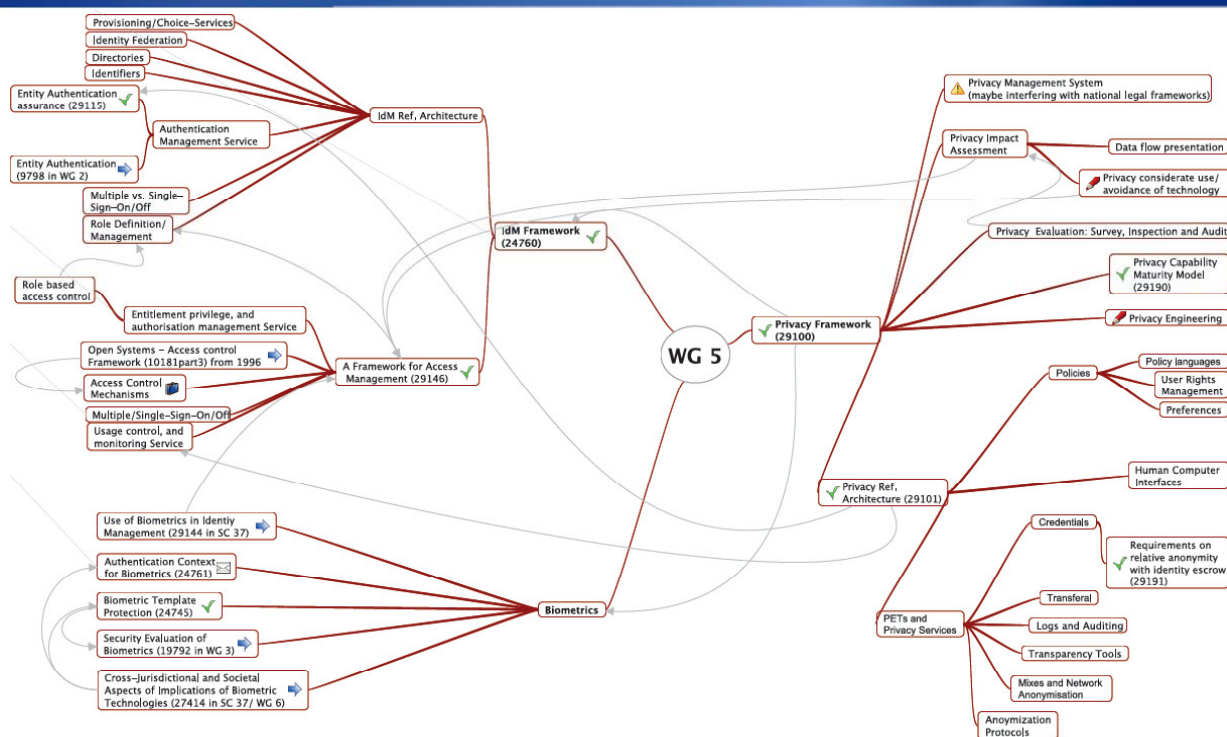 Provisioning/Choice–Services
Identity Federation
Directories
Identifiers
Entity Authentication
assurance (29115)
Authentication
Management Service
Entity Authentication
(9798 in WG 2)
Multiple vs. Single–
Sign–On/Off
Role Definition/
Management
IdM Ref, Architecture
IdM Framework
(24760)
Role based
access control
Entitlement privilege, and
authorisation management Service
Open Systems – Access control
Framework (10181part3) from 1996
Access Control
Mechanisms
Multiple/Single–Sign–On/Off
Usage control, and
monitoring Service
A Framework for Access
Management (29146)
Use of Biometrics in Identiy
Management (29144 in SC 37)
Authentication Context
for Biometrics (24761)
Biometric Template
Protection (24745)
Security Evaluation of
Biometrics (19792 in WG 3)
Cross–Jurisdictional and Societal
Aspects of Implications of Biometric
Technologies (27414 in SC 37/ WG 6)
Biometrics
WG 5
Privacy Framework
(29100)
Privacy Management System
(maybe interfering with national legal frameworks)
Privacy Impact
Assessment
Data flow presentation
Privacy considerate use/
avoidance of technology
Privacy Evaluation: Survey, Inspection and Audit
Privacy Capability
Maturity Model
(29190)
Privacy Engineering
Privacy Ref,
Architecture (29101)
Policies
Policy languages
User Rights
Management
Preferences
Human Computer
Interfaces
PETs and
Privacy Services
Credentials
Requirements on
relative anonymity
with identity escrow
(29191)
Transferal
Logs and Auditing
Transparency Tools
Mixes and Network
Anonymisation
Anoymization
Protocols